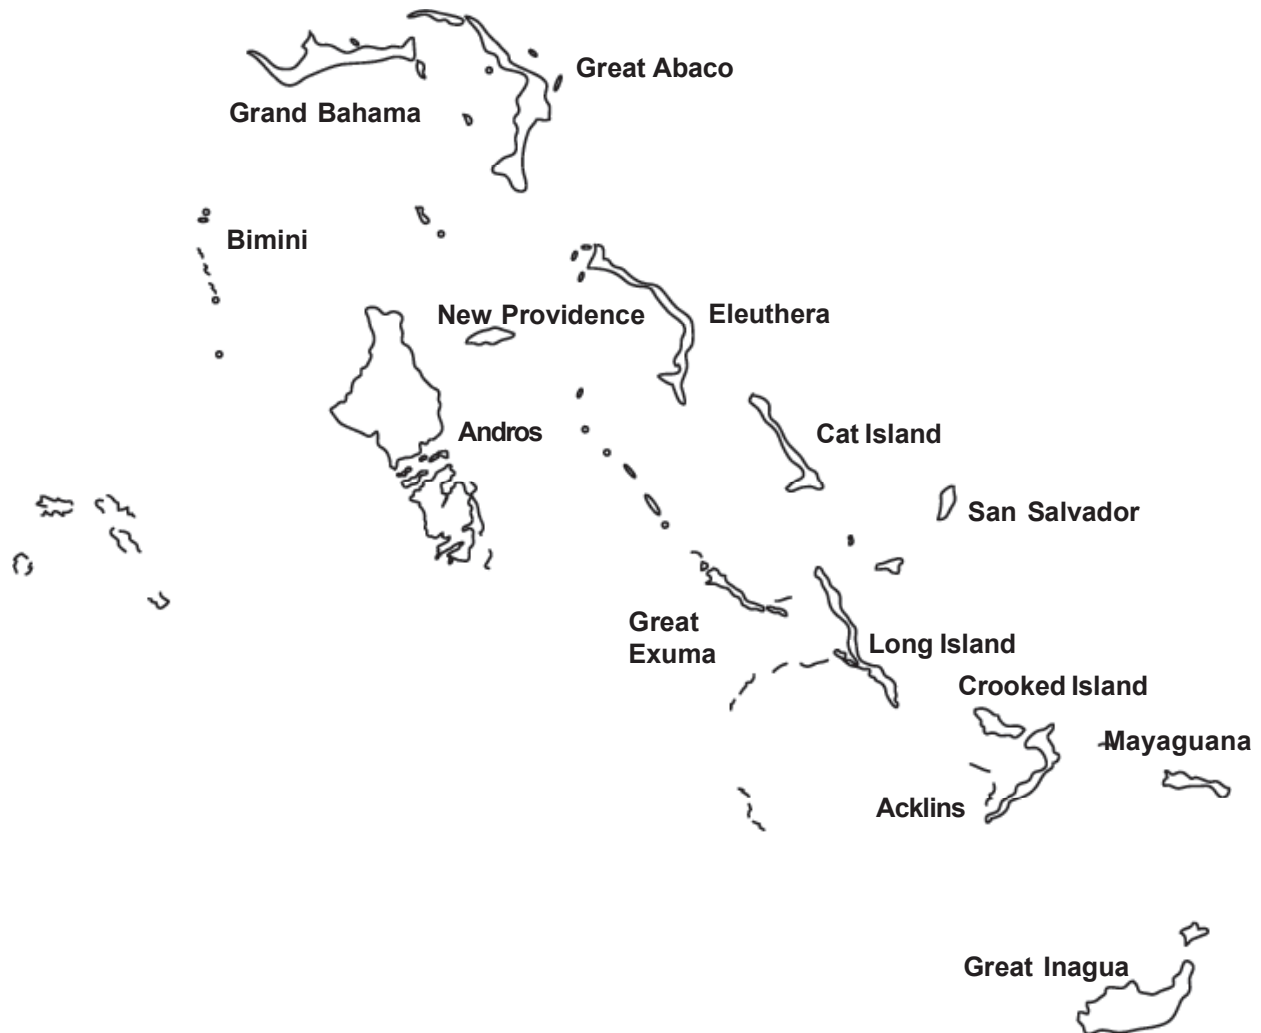 Great Abaco
Grand Bahama
Bimini
New Providence
Eleuthera
Andros
Cat Island
San Salvador
Great
Exuma
Long Island
Crooked Island
Mayaguana
Acklins
Great Inagua